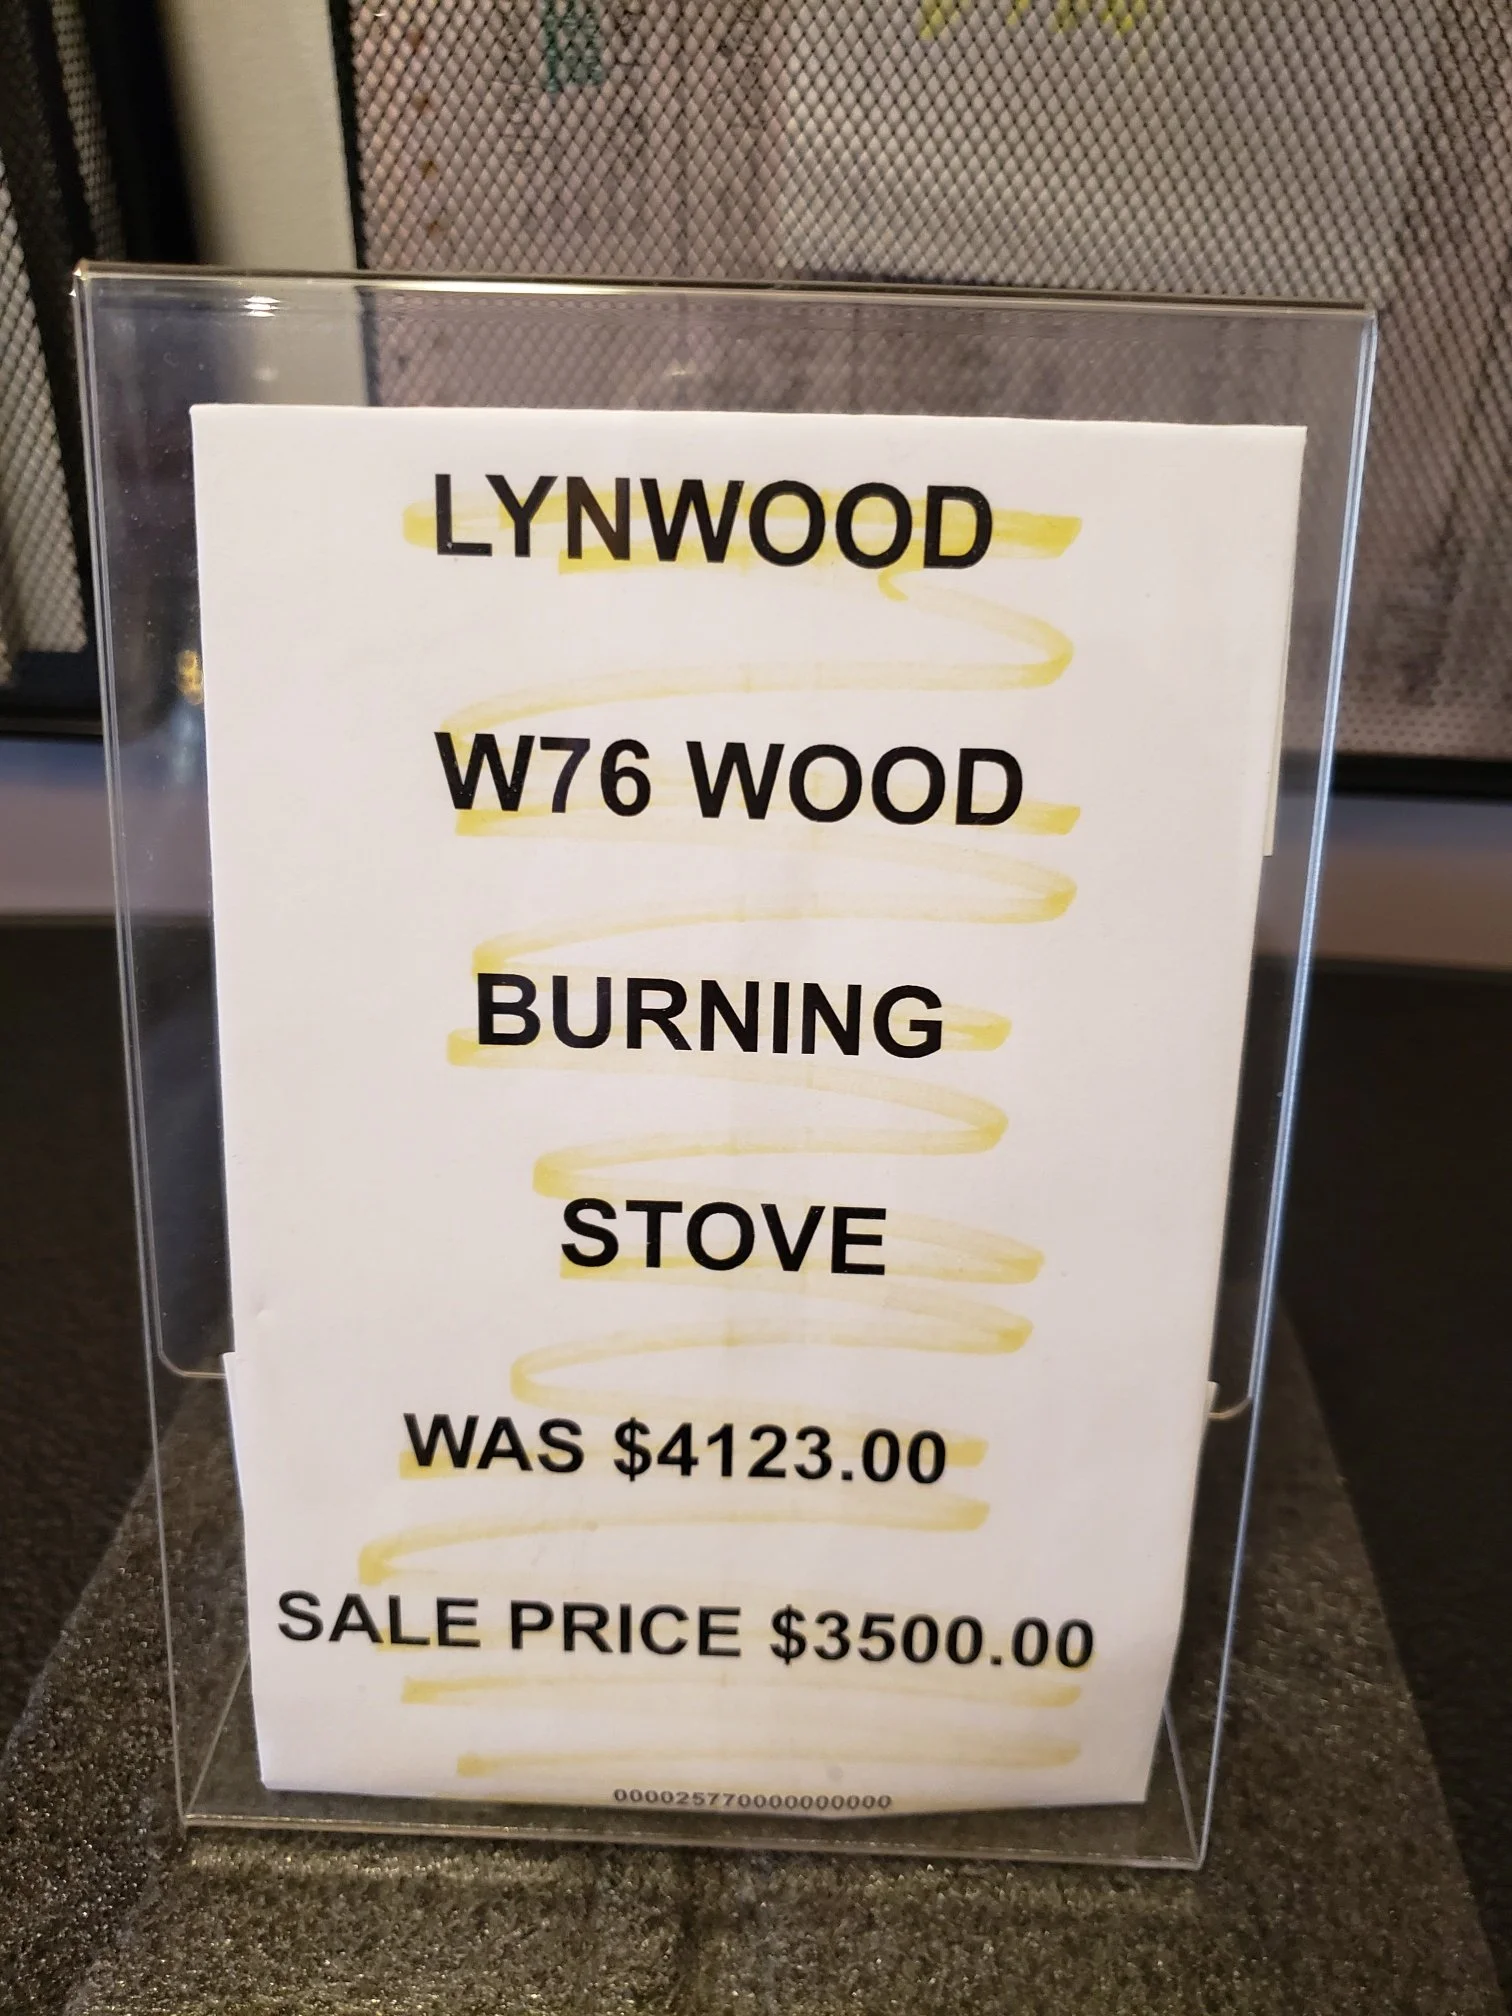 LYNWOOD
W76 WOOD
BURNING
STOVE
WAS $4123.00
SALE PRICE $3500.00
0000257700000000000